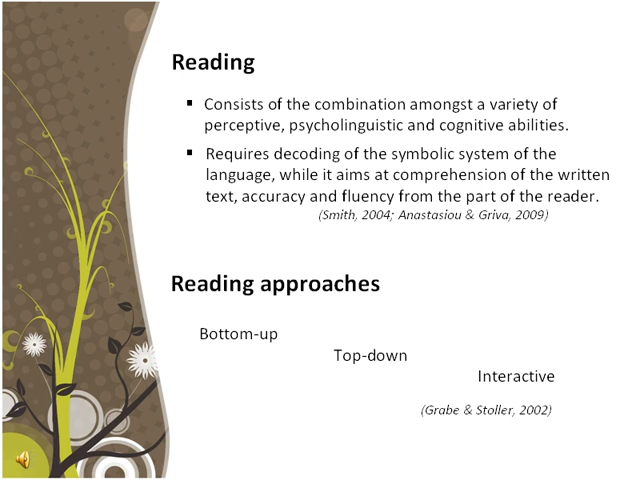 Reading
▪ Consists of the combination amongst a variety of
perceptive, psycholinguistic and cognitive abilities.
▪ Requires decoding of the symbolic system of the
language, while it aims at comprehension of the written
text, accuracy and fluency from the part of the reader.
(Smith, 2004; Anastasiou & Griva, 2009)
Reading approaches
Bottom-up
Top-down
Interactive
(Grabe & Stoller, 2002)